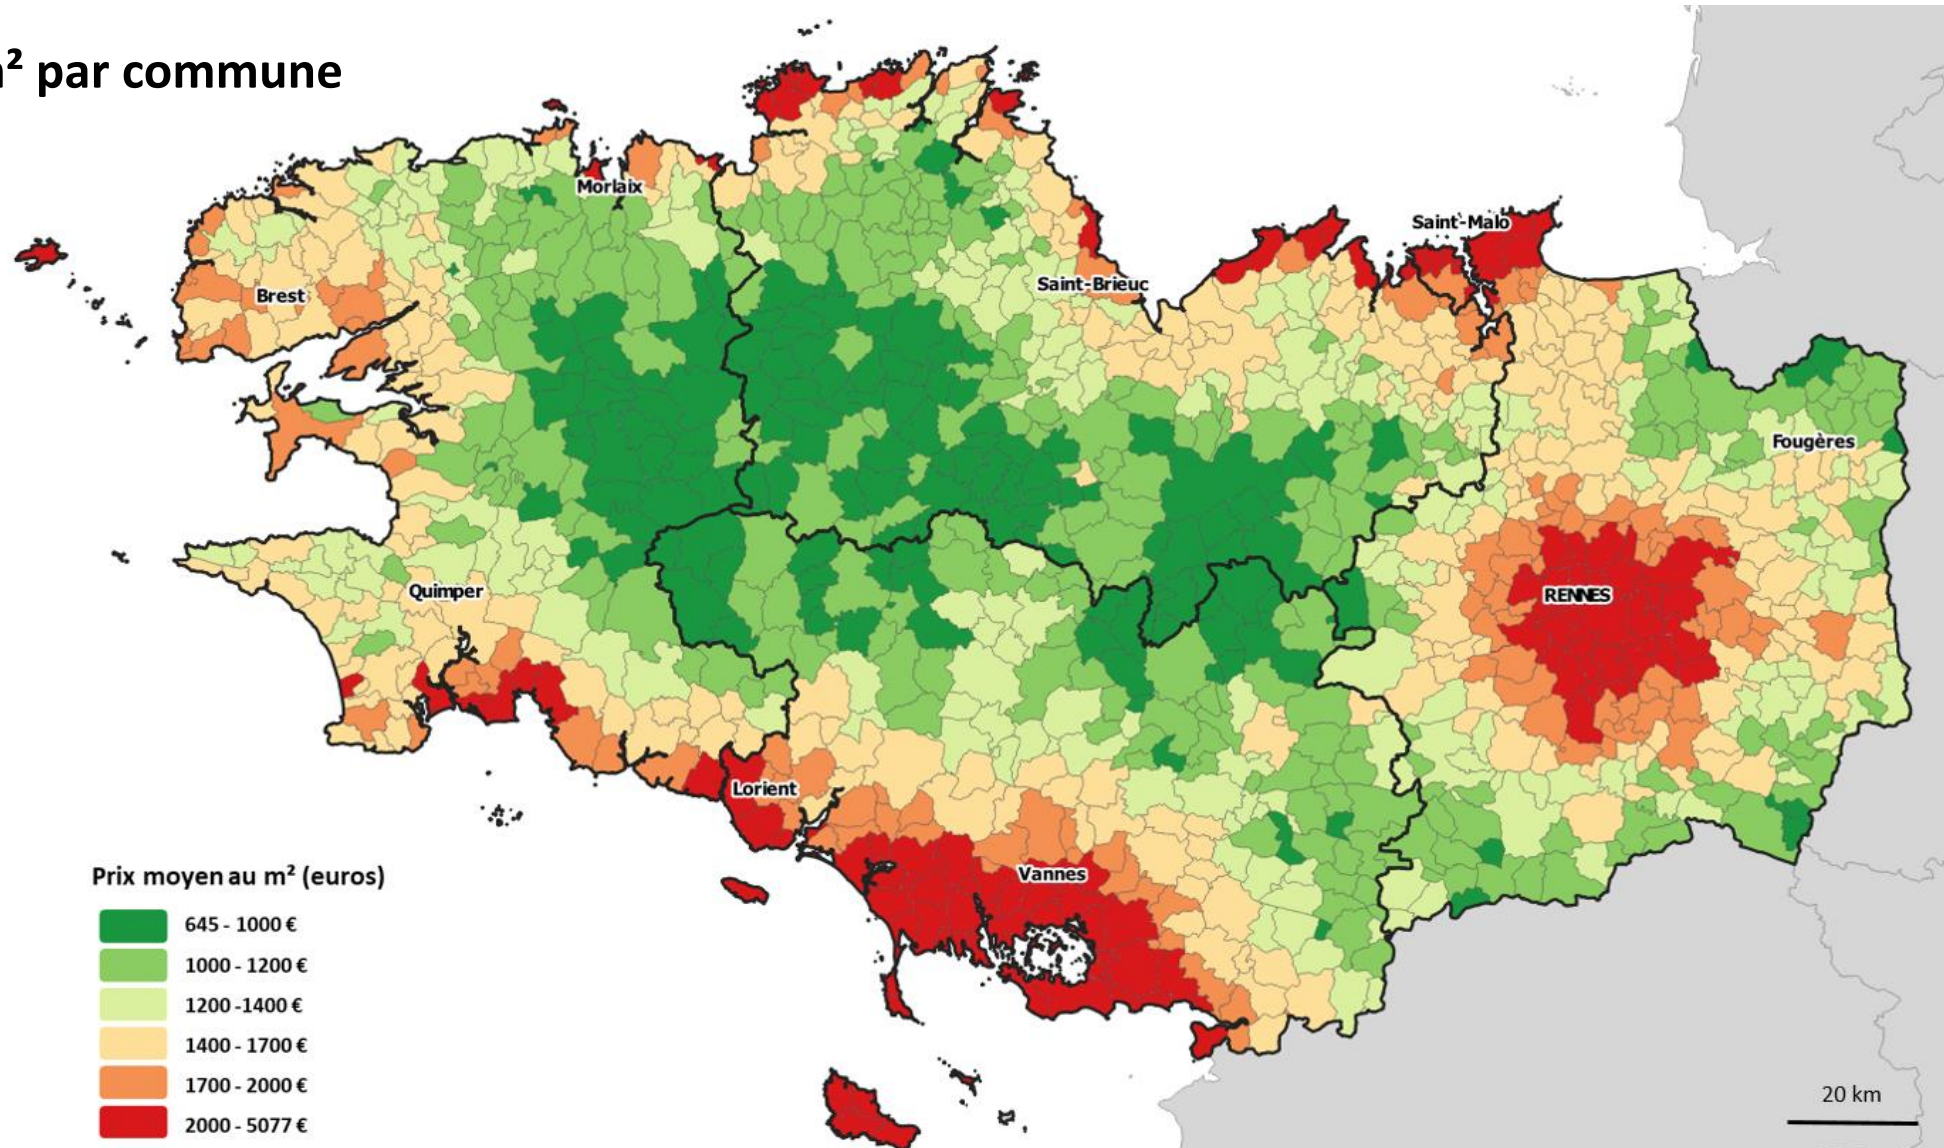 m² par commune
Morlaix
Saint-Malo
Brest
Saint-Brieuc
Fougères
Quimper
RENNES
Lorient
Vannes
Prix moyen au m² (euros)
645 - 1000 €
1000 - 1200 €
1200 -1400 €
1400 - 1700 €
1700 - 2000 €
2000 - 5077 €
20 km